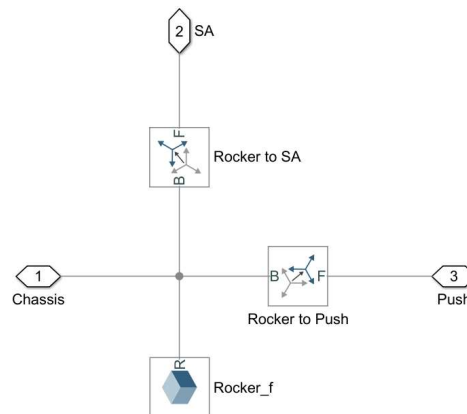 2
SA
F
Rocker to SA
B
1
Chassis
B
F
Rocker to Push
3
Push
R
Rocker_f